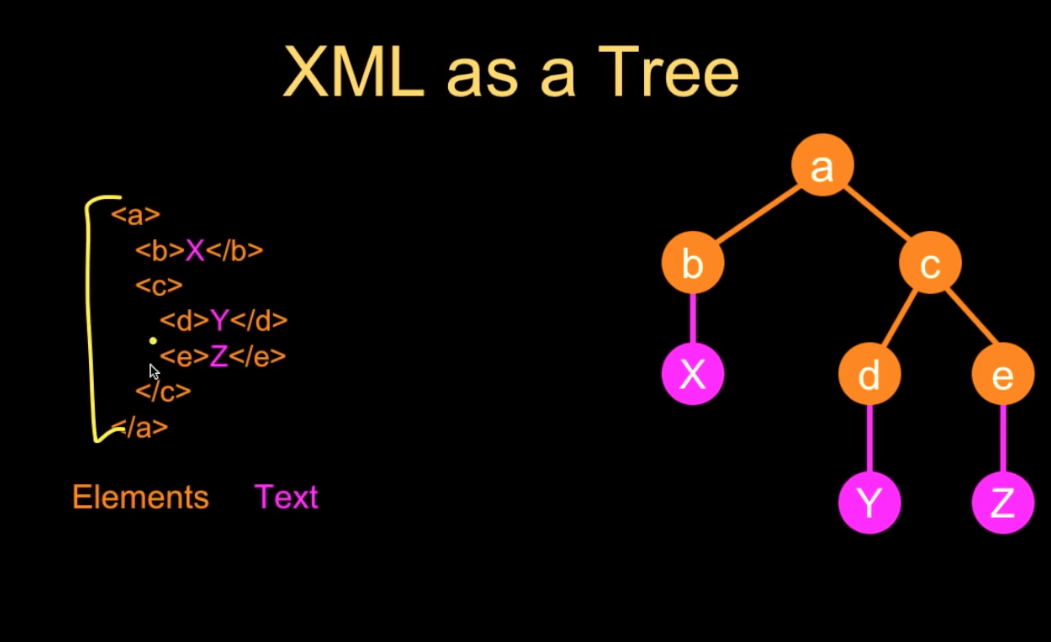 XML as a Tree
<a>
<b>X</b>
<c>
<d>Y</d>
<e>Z</e>
</c>
</a>
Elements Text
a
b c
X d e
Y Z